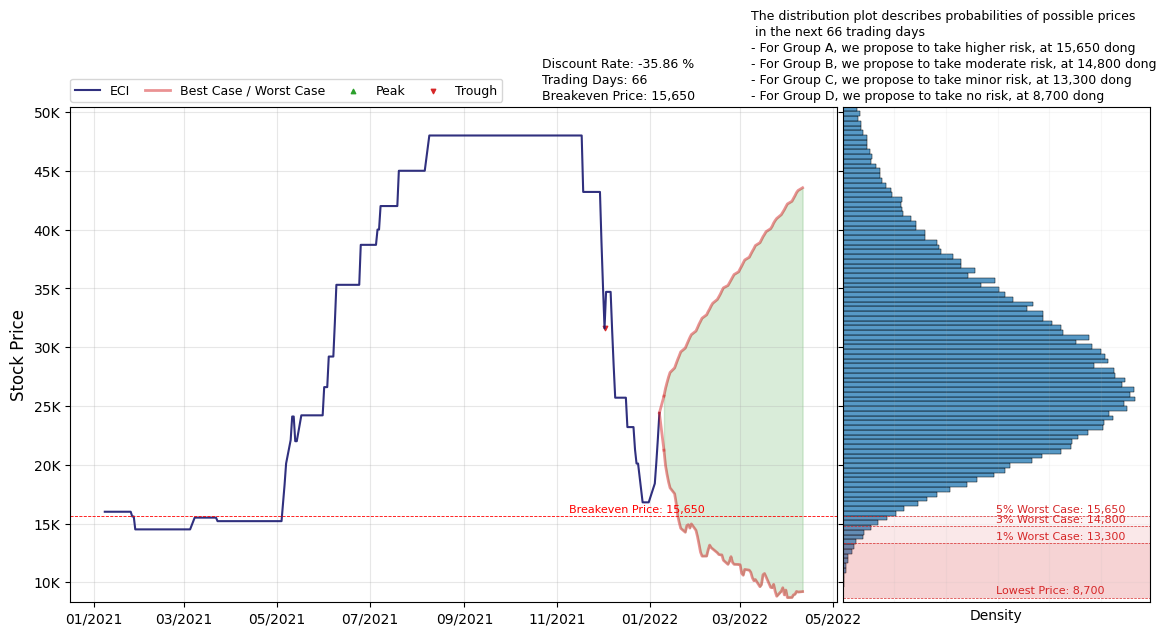 The distribution plot describes probabilities of possible prices
in the next 66 trading days
- For Group A, we propose to take higher risk, at 15,650 dong
- For Group B, we propose to take moderate risk, at 14,800 dong
- For Group C, we propose to take minor risk, at 13,300 dong
- For Group D, we propose to take no risk, at 8,700 dong
Discount Rate: -35.86 %
Trading Days: 66
Breakeven Price: 15,650
ECI Best Case / Worst Case Peak Trough
Stock Price
50K
45K
40K
35K
30K
25K
20K
15K
10K
Breakeven Price: 15,650
5% Worst Case: 15,650
3% Worst Case: 14,800
1% Worst Case: 13,300
Lowest Price: 8,700
01/2021 03/2021 05/2021 07/2021 09/2021 11/2021 01/2022 03/2022 05/2022
Density